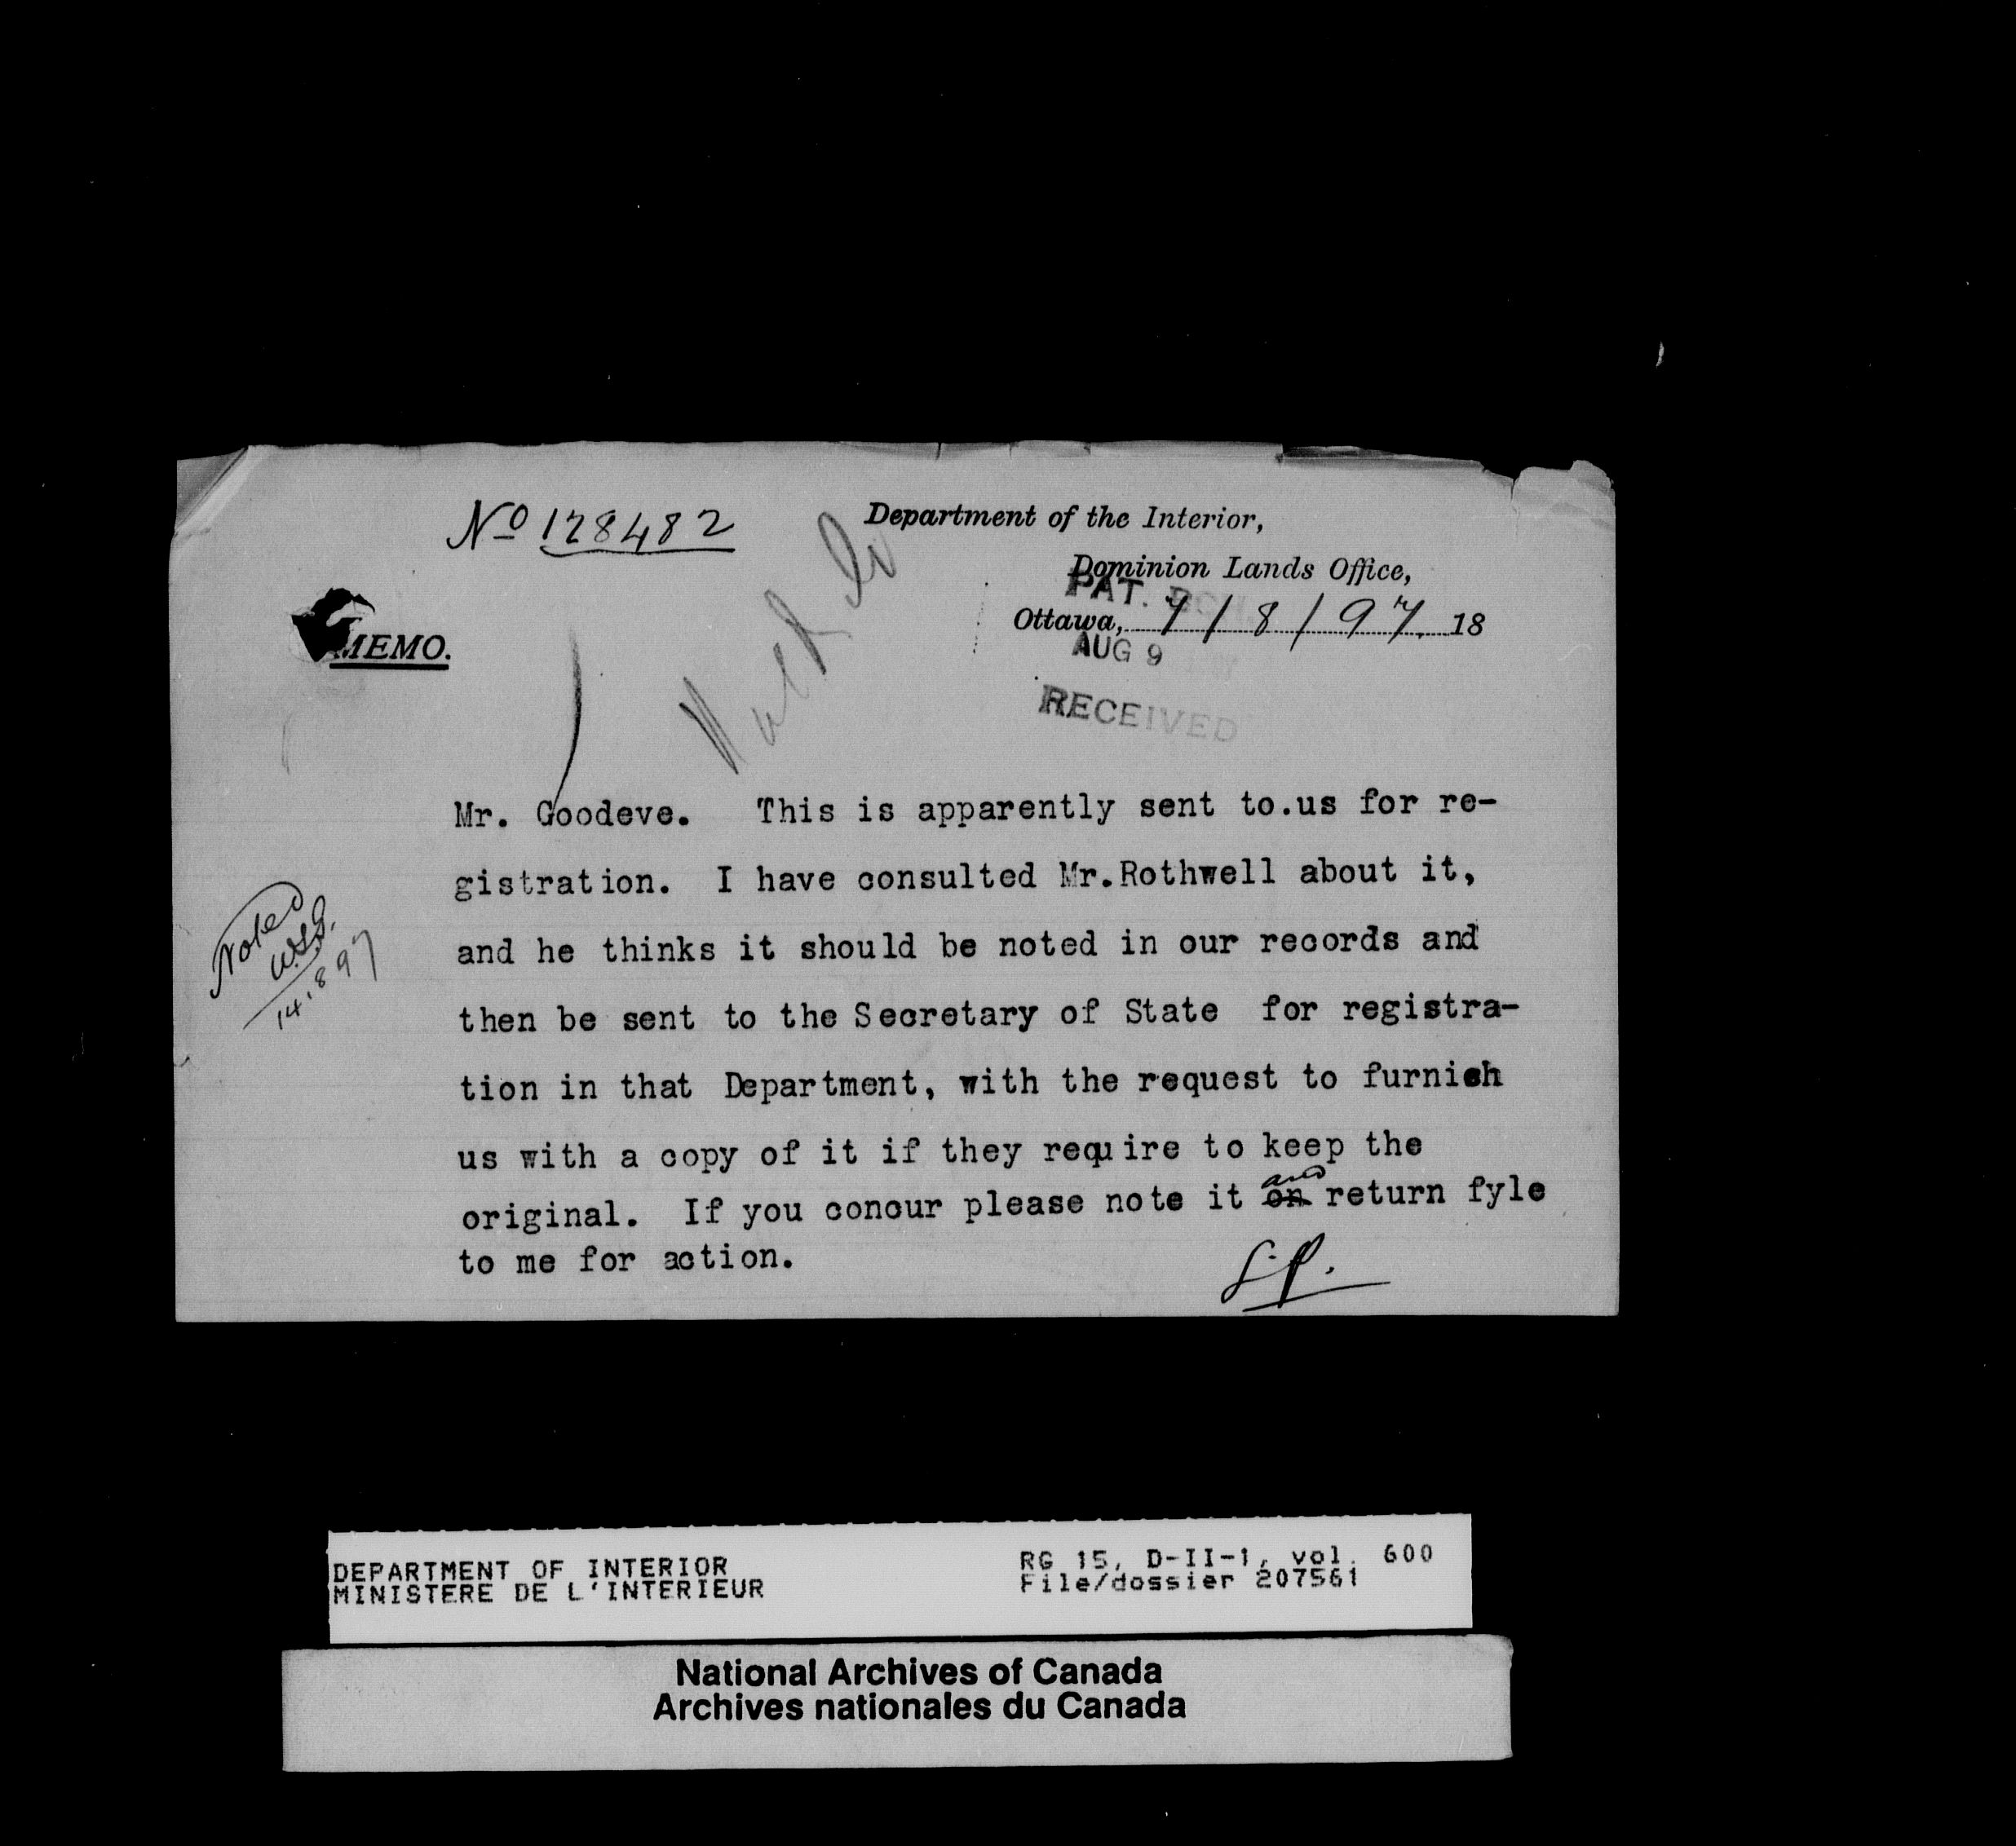 No 128482
Department of the Interior,
Dominion Lands Office,
PAT. BCH
Ottawa, 7/8/97. 18
AUG 9
MEMO.
RECEIVED
Mr. Goodeve. This is apparently sent to.us for re-
gistration. I have consulted Mr.Rothwell about it,
and he thinks it should be noted in our records and
then be sent to the Secretary of State for registra-
tion in that Department, with the request to furnish
us with a copy of it if they require to keep the
original. If you concur please note it on and return fyle
to me for action.
Noted
14.8.97
DEPARTMENT OF INTERIOR
MINISTERE DE L'INTERIEUR
RG 15, D-II-1, vol. 600
File/dossier 207561
National Archives of Canada
Archives nationales du Canada